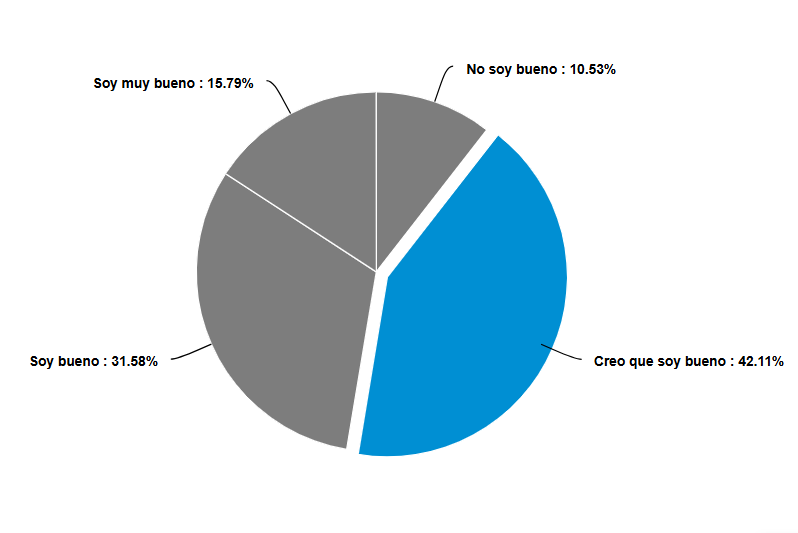 No soy bueno : 10.53%
Soy muy bueno : 15.79%
Soy bueno : 31.58%
Creo que soy bueno : 42.11%